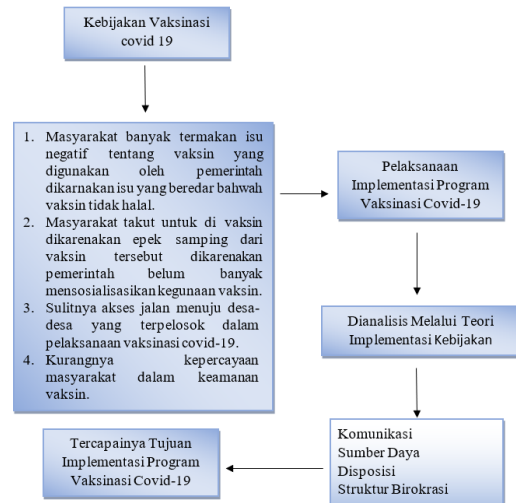 Kebijakan Vaksinasi
covid 19
1. Masyarakat banyak termakan isu
negatif tentang vaksin yang
digunakan oleh pemerintah
dikarnakan isu yang beredar bahwah
vaksin tidak halal.
2. Masyarakat takut untuk di vaksin
dikarenakan epek samping dari
vaksin tersebut dikarenakan
pemerintah belum banyak
mensosialisasikan kegunaan vaksin.
3. Sulitnya akses jalan menuju desa-
desa yang terpelosok dalam
pelaksanaan vaksinasi covid-19.
4. Kurangnya kepercayaan
masyarakat dalam keamanan
vaksin.
Pelaksanaan
Implementasi Program
Vaksinasi Covid-19
Dianalisis Melalui Teori
Implementasi Kebijakan
Komunikasi
Sumber Daya
Disposisi
Struktur Birokrasi
Tercapainya Tujuan
Implementasi Program
Vaksinasi Covid-19